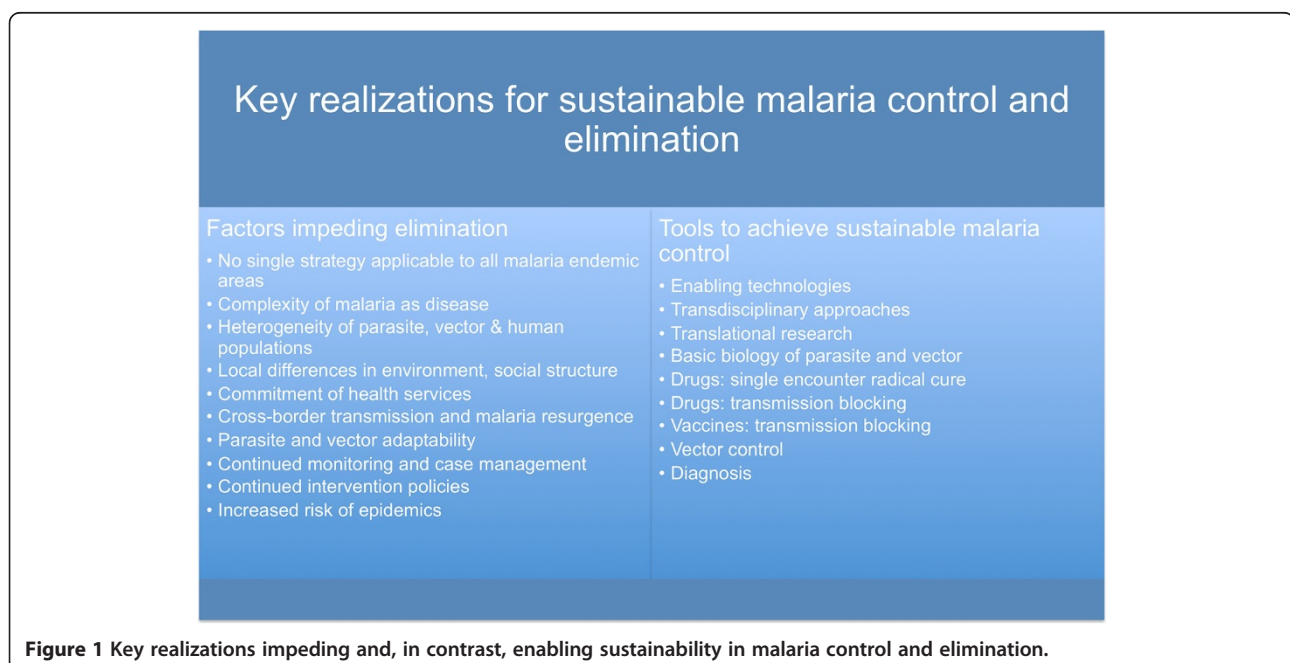 Key realizations for sustainable malaria control and
elimination
Factors impeding elimination
• No single strategy applicable to all malaria endemic
areas
• Complexity of malaria as disease
• Heterogeneity of parasite, vector & human
populations
• Local differences in environment, social structure
• Commitment of health services
• Cross-border transmission and malaria resurgence
• Parasite and vector adaptability
• Continued monitoring and case management
• Continued intervention policies
• Increased risk of epidemics
Tools to achieve sustainable malaria
control
• Enabling technologies
• Transdisciplinary approaches
• Translational research
• Basic biology of parasite and vector
• Drugs: single encounter radical cure
• Drugs: transmission blocking
• Vaccines: transmission blocking
• Vector control
• Diagnosis
Figure 1 Key realizations impeding and, in contrast, enabling sustainability in malaria control and elimination.